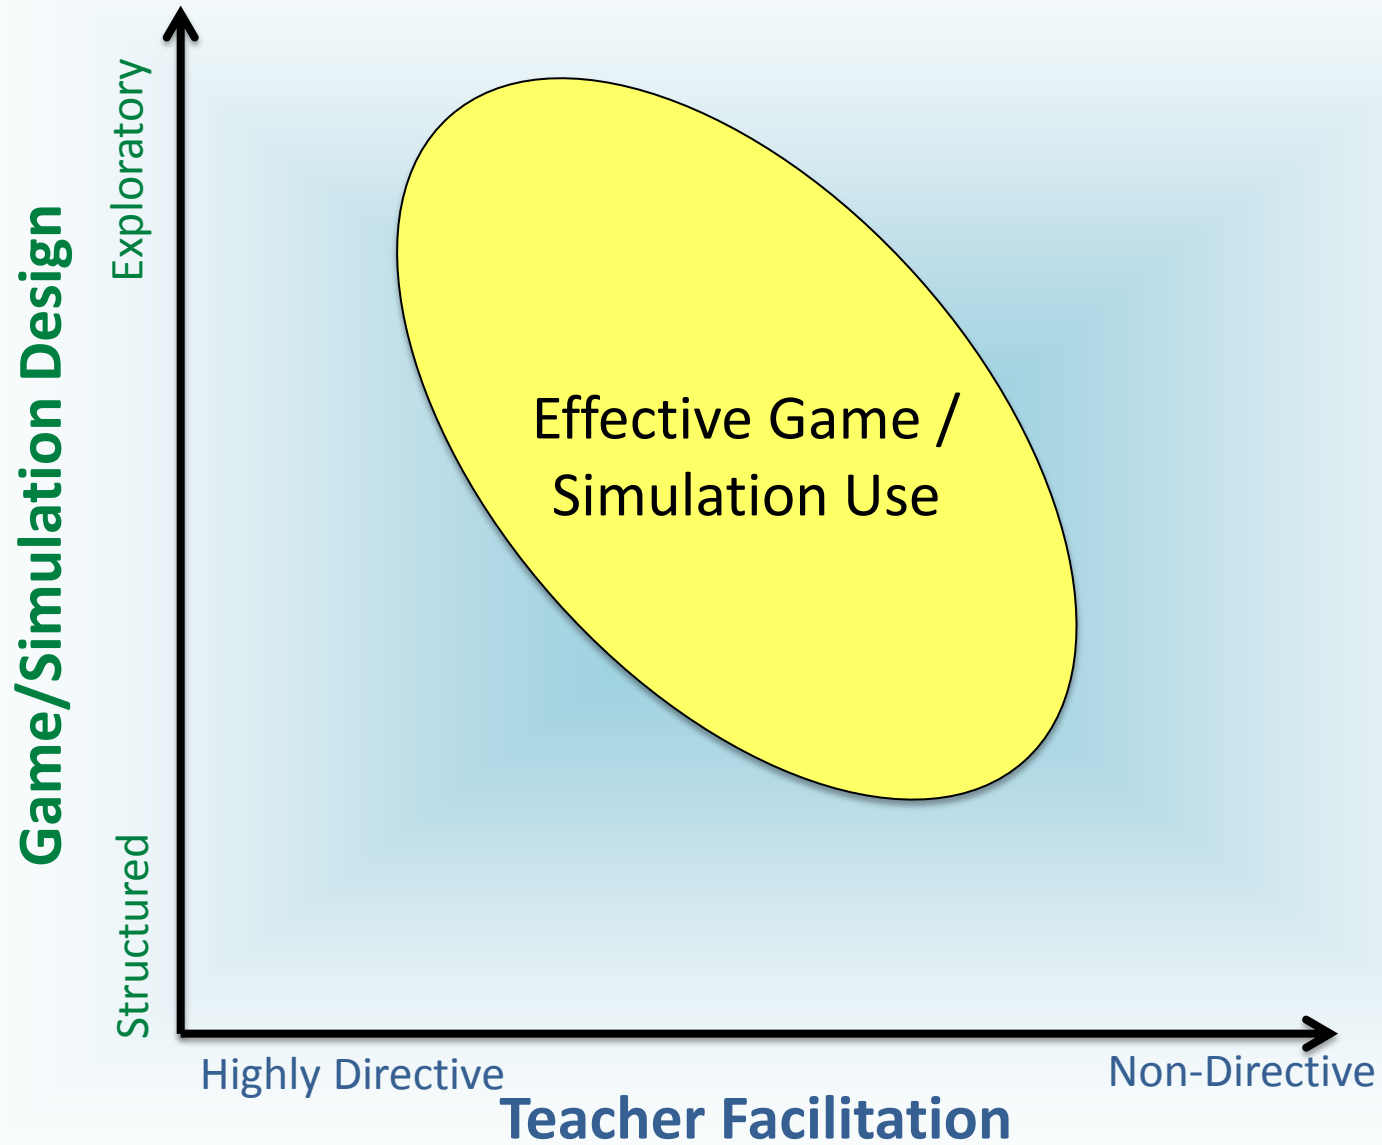 Game/Simulation Design
Exploratory
Structured
Effective Game /
Simulation Use
Highly Directive
Non-Directive
Teacher Facilitation